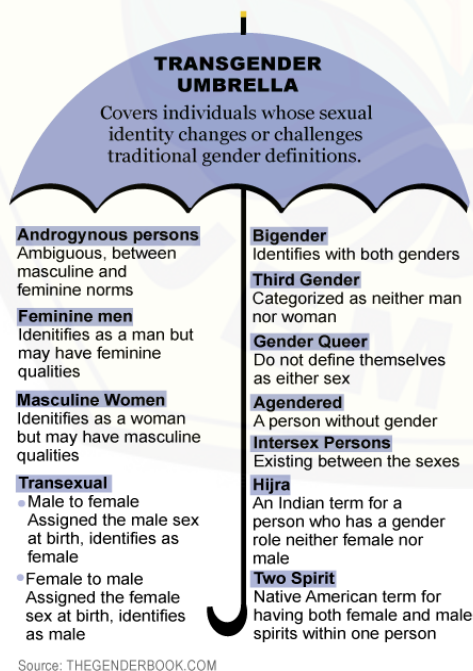 TRANSGENDER
UMBRELLA
Covers individuals whose sexual
identity changes or challenges
traditional gender definitions.
Androgynous persons
Ambiguous, between
masculine and
feminine norms
Feminine men
Idenitifies as a man but
may have feminine
qualities
Masculine Women
Idenitifies as a woman
but may have masculine
qualities
Transexual
Male to female
Assigned the male sex
at birth, identifies as
female
Female to male
Assigned the female
sex at birth, identifies
as male
Bigender
Identifies with both genders
Third Gender
Categorized as neither man
nor woman
Gender Queer
Do not define themselves
as either sex
Agendered
A person without gender
Intersex Persons
Existing between the sexes
Hijra
An Indian term for a
person who has a gender
role neither female nor
male
Two Spirit
Native American term for
having both female and male
spirits within one person
Source: THEGENDERBOOK.COM